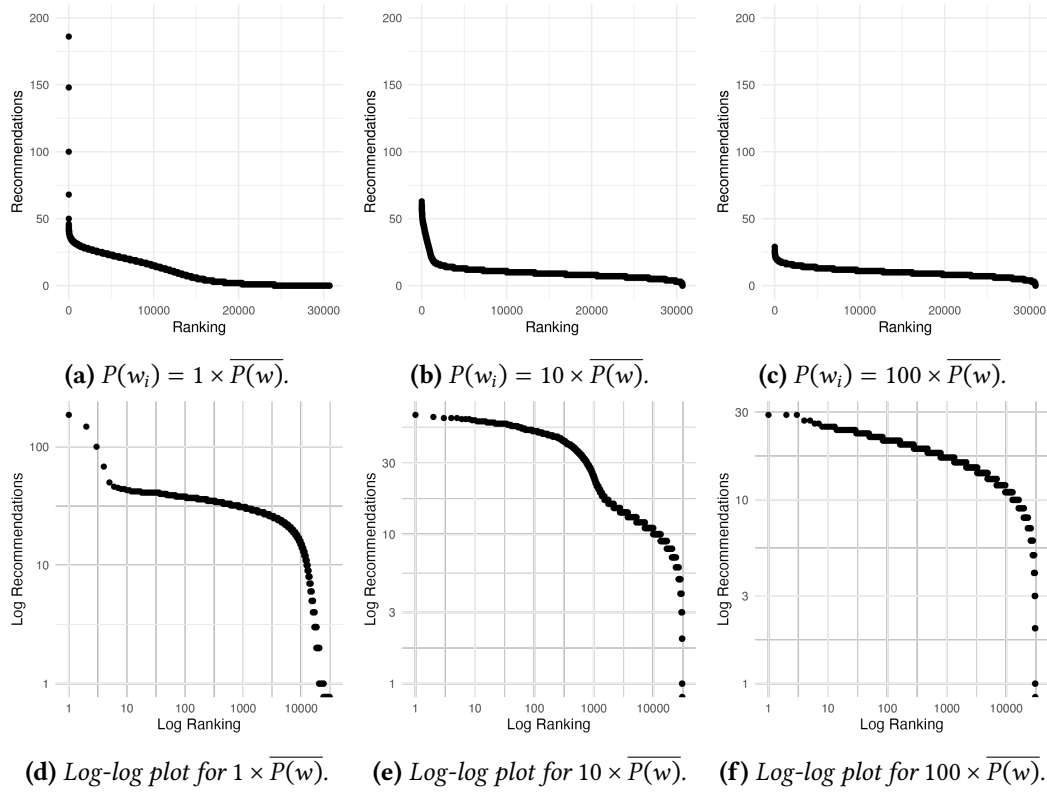 200
150
100
50
0
Recommendations
0 10000 20000 30000
Ranking
200
150
100
50
0
Recommendations
0 10000 20000 30000
Ranking
200
150
100
50
0
Recommendations
0 10000 20000 30000
Ranking
(a) P(w_i) = 1 × \overline{P(w)}.
(b) P(w_i) = 10 × \overline{P(w)}.
(c) P(w_i) = 100 × \overline{P(w)}.
100
10
1
Log Recommendations
1 10 100 1000 10000
Log Ranking
30
10
3
1
Log Recommendations
1 10 100 1000 10000
Log Ranking
30
10
3
1
Log Recommendations
1 10 100 1000 10000
Log Ranking
(d) Log-log plot for 1 × \overline{P(w)}.
(e) Log-log plot for 10 × \overline{P(w)}.
(f) Log-log plot for 100 × \overline{P(w)}.